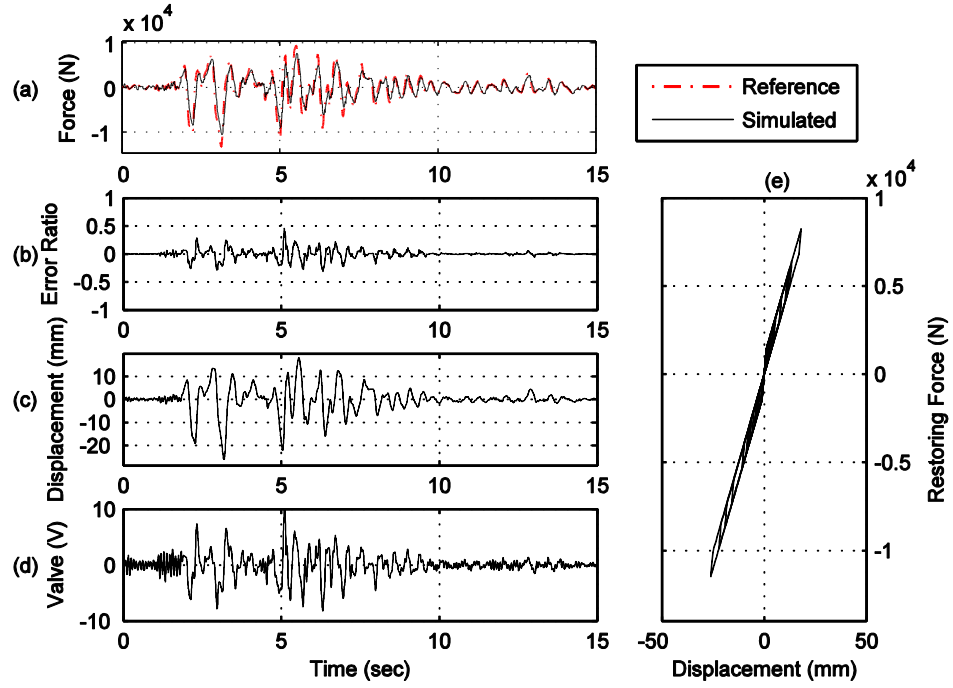 x 10^4
1
0
-1
Force (N)
(a)
0
5
10
15
Reference
Simulated
1
0.5
0
-0.5
-1
Error Ratio
(b)
0
5
10
15
10
0
-10
-20
Displacement (mm)
(c)
0
5
10
15
10
0
-10
Valve (V)
(d)
0
5
10
15
Time (sec)
(e)
x 10^4
1
0.5
0
-0.5
-1
Restoring Force (N)
-50
0
50
Displacement (mm)